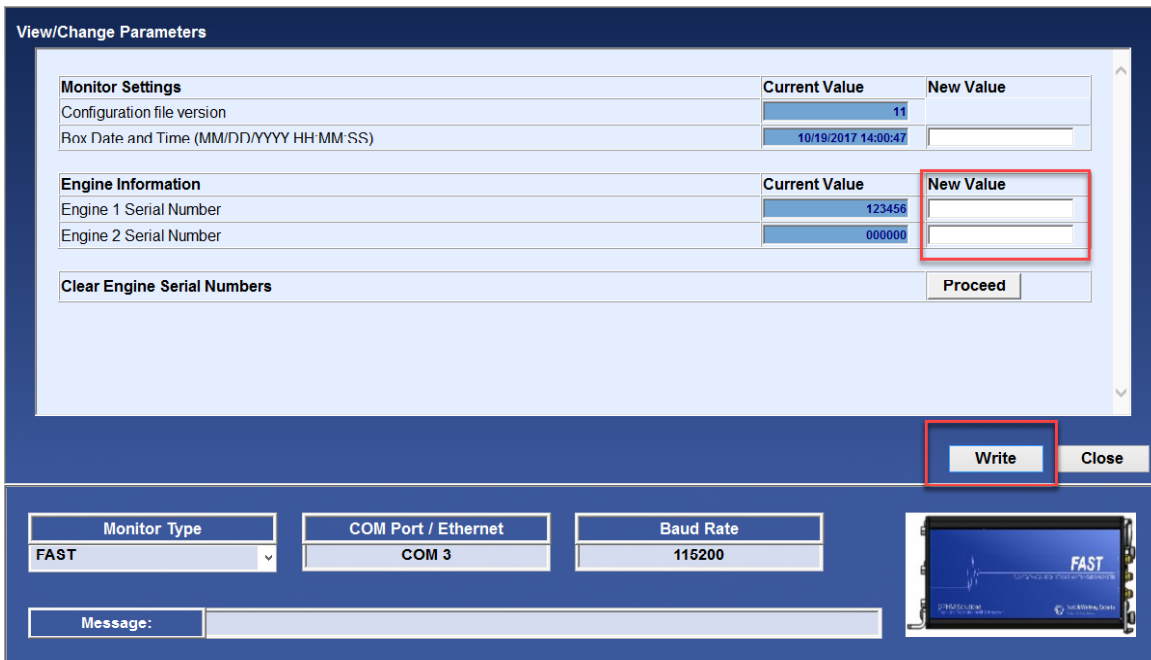 View/Change Parameters
Monitor Settings Current Value New Value
Configuration file version 11
Box Date and Time (MM/DD/YYYY HH:MM:SS) 10/19/2017 14:00:47
Engine Information Current Value New Value
Engine 1 Serial Number 123456
Engine 2 Serial Number 000000
Clear Engine Serial Numbers Proceed
Write Close
Monitor Type COM Port / Ethernet Baud Rate
FAST COM 3 115200
FAST
Message: